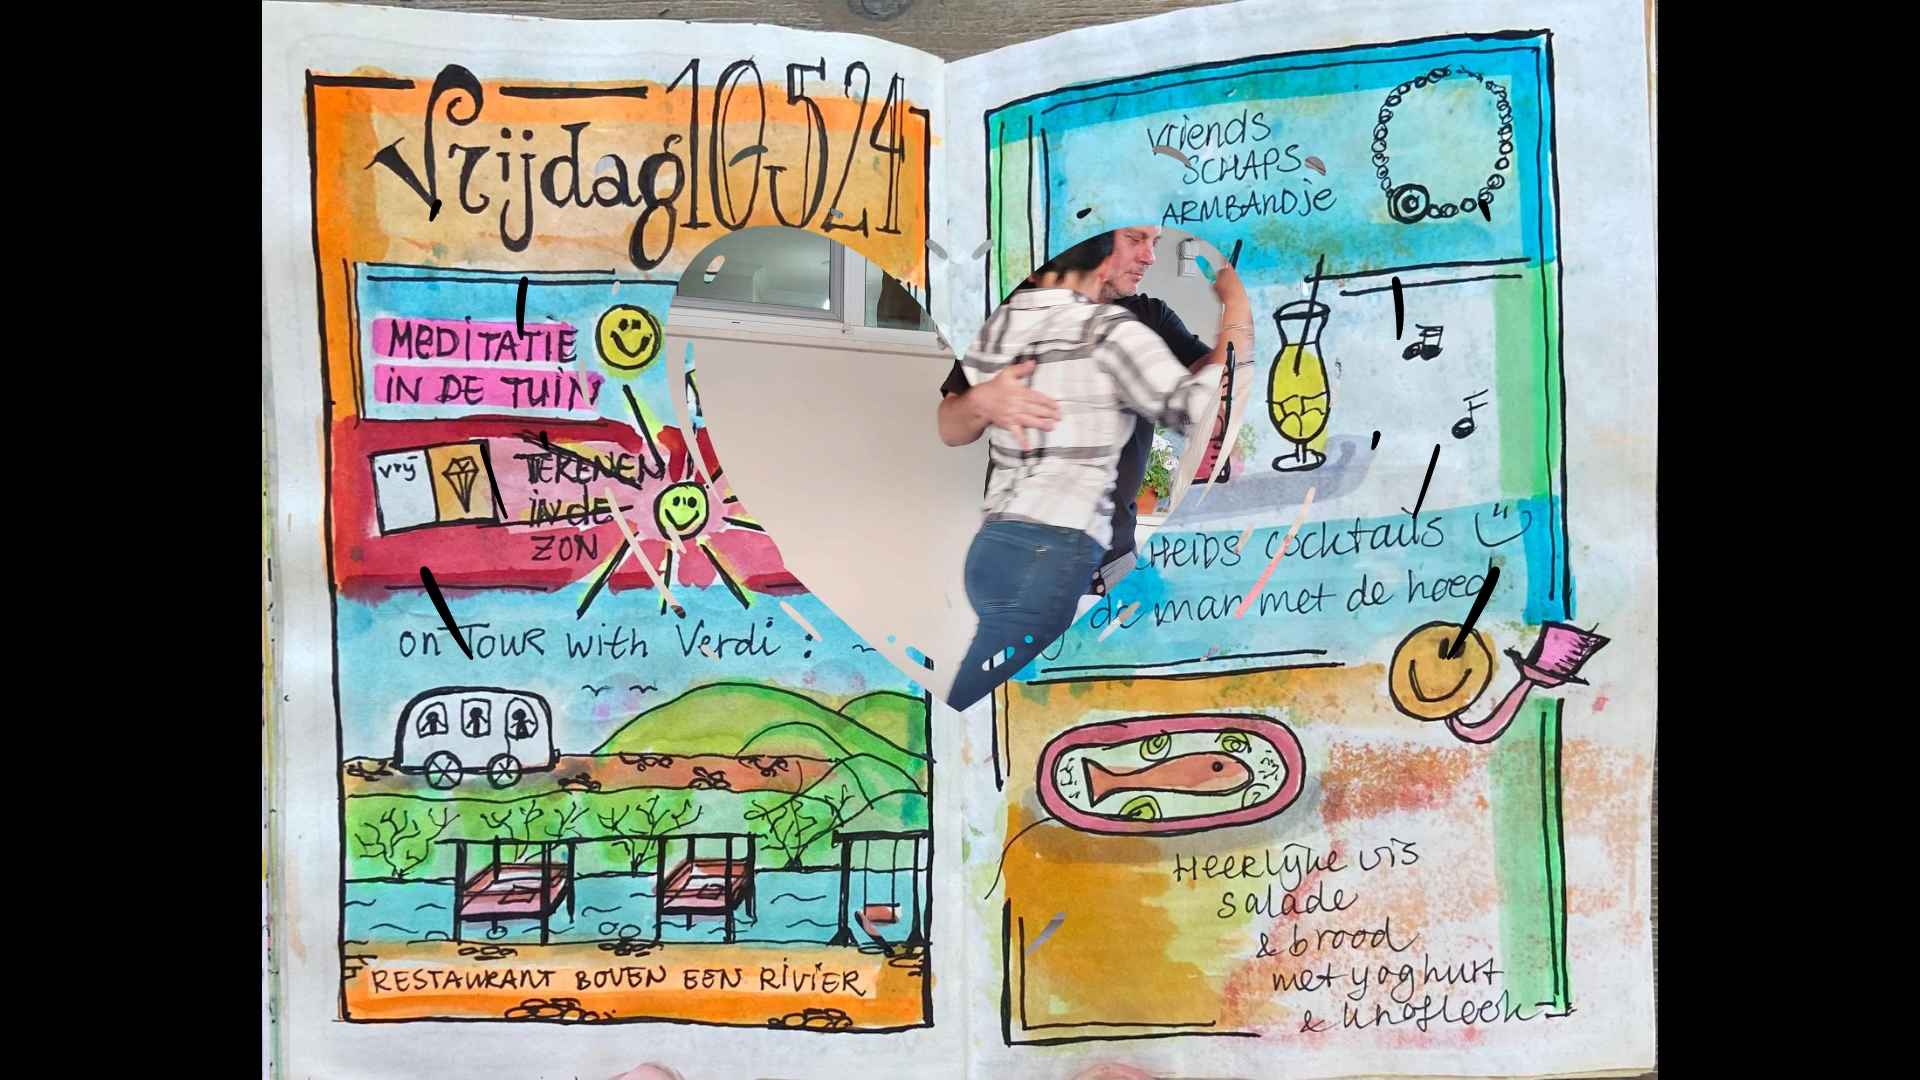 Vrijdag 10524
MEDITATIE
IN DE TUIN
vrij
TEKENEN
IN de
ZON
on Tour with Verdi:
RESTAURANT BOVEN EEN RIVIER
vriends
SCHAPS
ARMBANDje
HEIDS cocktails
de man met de hoed
Heerlijke vis
salade
& brood
met yoghurt
& knoflook